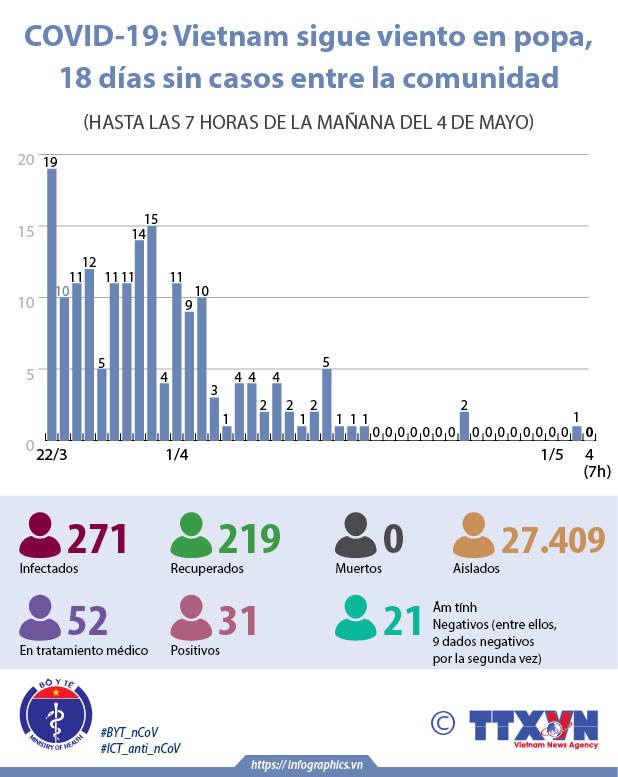 COVID-19: Vietnam sigue viento en popa,
18 días sin casos entre la comunidad
(HASTA LAS 7 HORAS DE LA MAÑANA DEL 4 DE MAYO)
20
15
10
5
0
19 10 11 12 5 11 11 14 15 4 11 9 10 3 1 4 4 2 4 2 1 2 5 1 1 1 0 0 0 0 0 0 0 2 0 0 0 0 0 0 0 0 1 0
22/3 1/4 1/5 4
(7h)
271
Infectados
219
Recuperados
0
Muertos
27.409
Aislados
52
En tratamiento médico
31
Positivos
21
Âm tính
Negativos (entre ellos,
9 dados negativos
por la segunda vez)
BỘ Y TẾ
MINISTRY OF HEALTH
#BYT_nCoV
#ICT_anti_nCoV
© TTXVN
Vietnam News Agency
https://infographics.vn